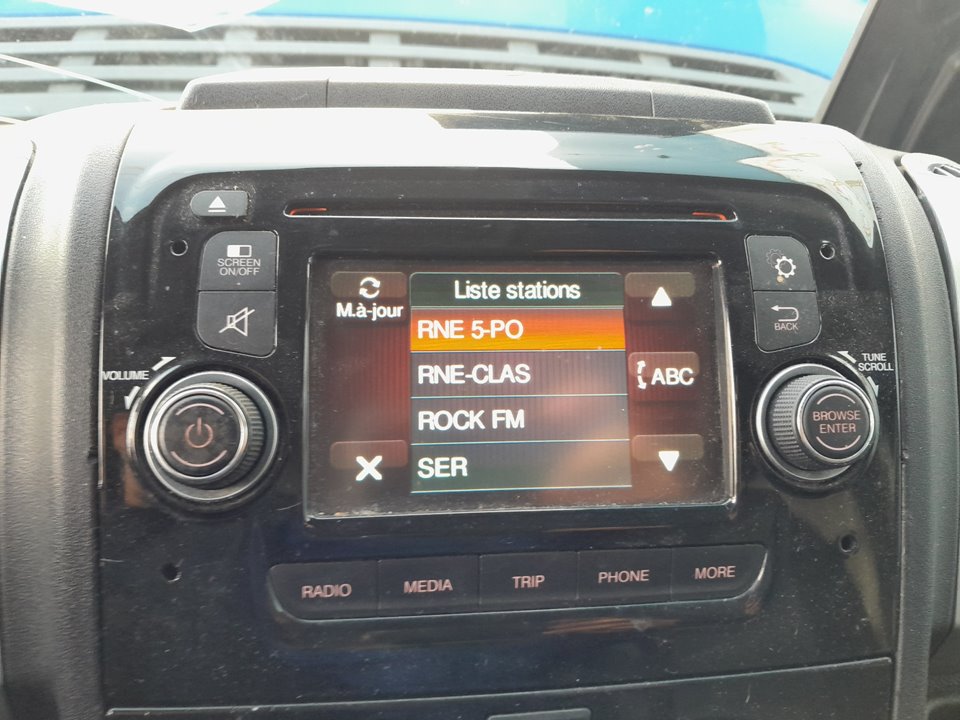 SCREEN
ON/OFF
VOLUME
M.à-jour
Liste stations
RNE 5-PO
RNE-CLAS
ROCK FM
SER
ABC
BACK
TUNE
SCROLL
BROWSE
ENTER
RADIO
MEDIA
TRIP
PHONE
MORE